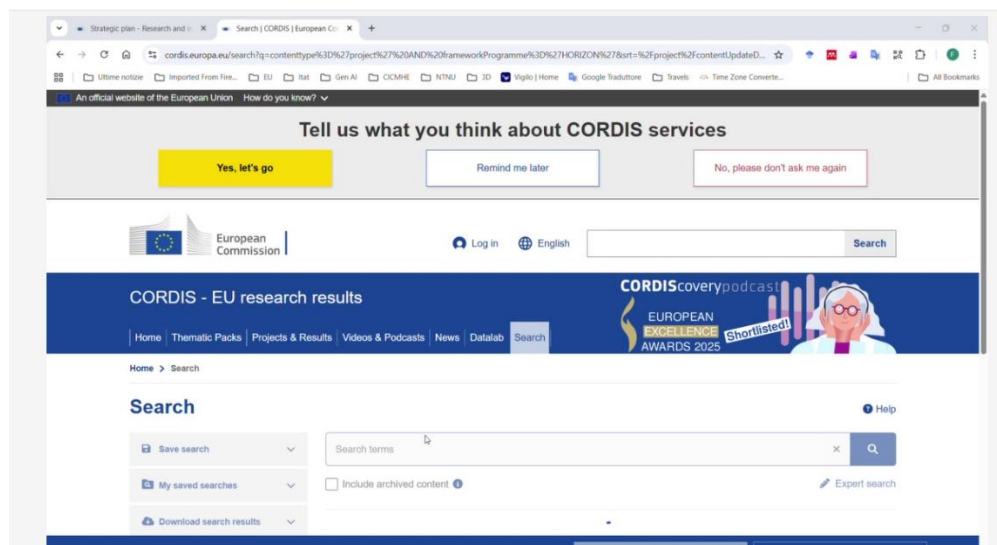 Strategic plan - Research and in
Search | CORDIS | European Co
cordis.europa.eu/search?q=contenttype%3D%27project%27%20AND%20frameworkProgramme%3D%27HORIZON%27&srt=%2Fproject%2FcontentUpdateD...
Ultime notizie Imported From Fire... EU Itat Gen AI CICMHE NTNU 3D Vigilo | Home Google Traduttore Travels Time Zone Converte... All Bookmarks
An official website of the European Union How do you know?
Tell us what you think about CORDIS services
Yes, let's go
Remind me later
No, please don't ask me again
European
Commission
Log in English Search
CORDIScoverypodcast
CORDIS - EU research results
EUROPEAN
EXCELLENCE
AWARDS 2025
Shortlisted!
Home Thematic Packs Projects & Results Videos & Podcasts News Datalab Search
Home > Search
Search
Help
Save search
Search terms
My saved searches
Include archived content
Expert search
Download search results